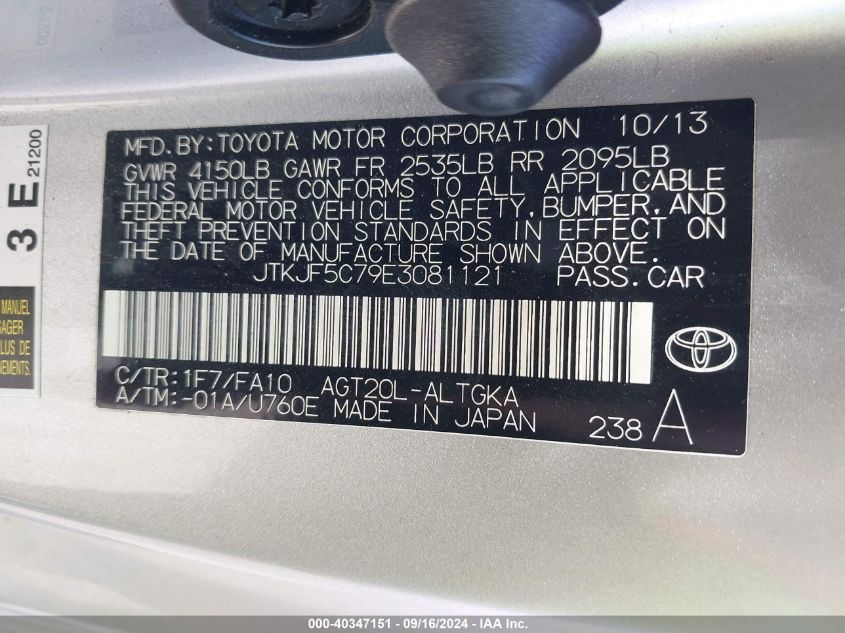 MFD.BY:TOYOTA MOTOR CORPORATION 10/13
GVWR 4150LB GAWR FR 2535LB RR 2095LB
THIS VEHICLE CONFORMS TO ALL APPLICABLE
FEDERAL MOTOR VEHICLE SAFETY,BUMPER,AND
THEFT PREVENTION STANDARDS IN EFFECT ON
THE DATE OF MANUFACTURE SHOWN ABOVE.
JTKJF5C79E3081121 PASS.CAR
C/TR:1F7/FA10 AGT20L-ALTGKA
A/TM:-01A/U760E MADE IN JAPAN
238 A
3 E
21200
MANUEL
LUS DE
000-40347151 - 09/16/2024 - IAA Inc.